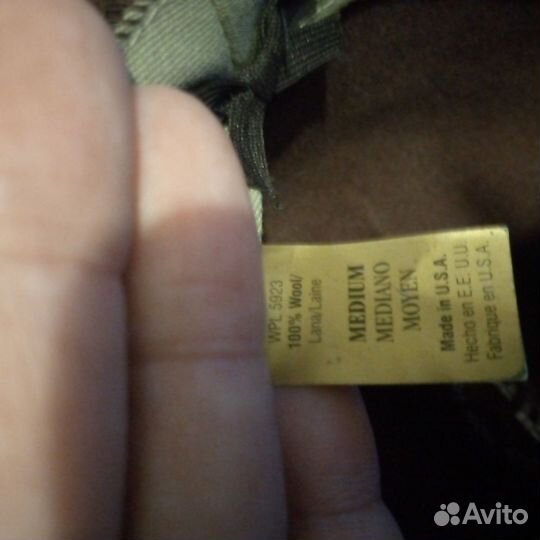 WPL 5923
100% Wool/
Lana/Laine
MEDIUM
MEDIANO
MOYEN
Made in U.S.A.
Hecho en E.E. U.U.
Fabrique en U.S.A.
Avito